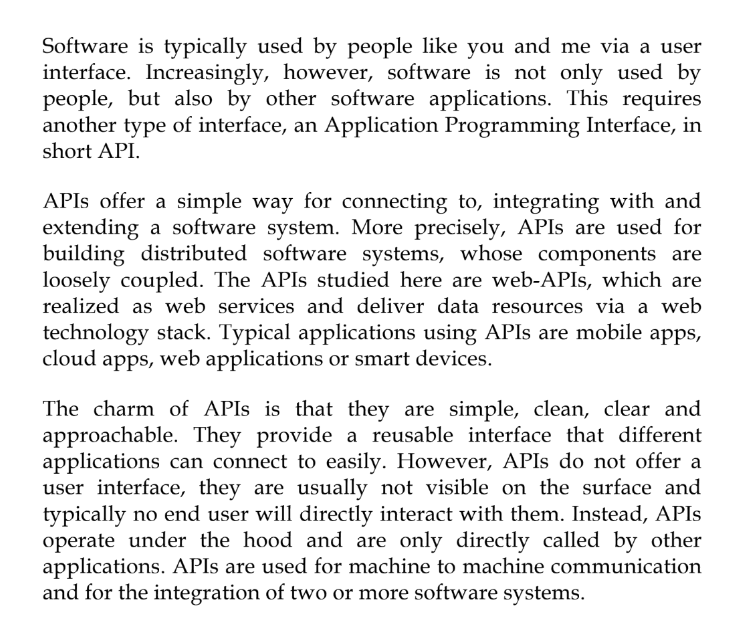 Software is typically used by people like you and me via a user
interface. Increasingly, however, software is not only used by
people, but also by other software applications. This requires
another type of interface, an Application Programming Interface, in
short API.
APIs offer a simple way for connecting to, integrating with and
extending a software system. More precisely, APIs are used for
building distributed software systems, whose components are
loosely coupled. The APIs studied here are web-APIs, which are
realized as web services and deliver data resources via a web
technology stack. Typical applications using APIs are mobile apps,
cloud apps, web applications or smart devices.
The charm of APIs is that they are simple, clean, clear and
approachable. They provide a reusable interface that different
applications can connect to easily. However, APIs do not offer a
user interface, they are usually not visible on the surface and
typically no end user will directly interact with them. Instead, APIs
operate under the hood and are only directly called by other
applications. APIs are used for machine to machine communication
and for the integration of two or more software systems.